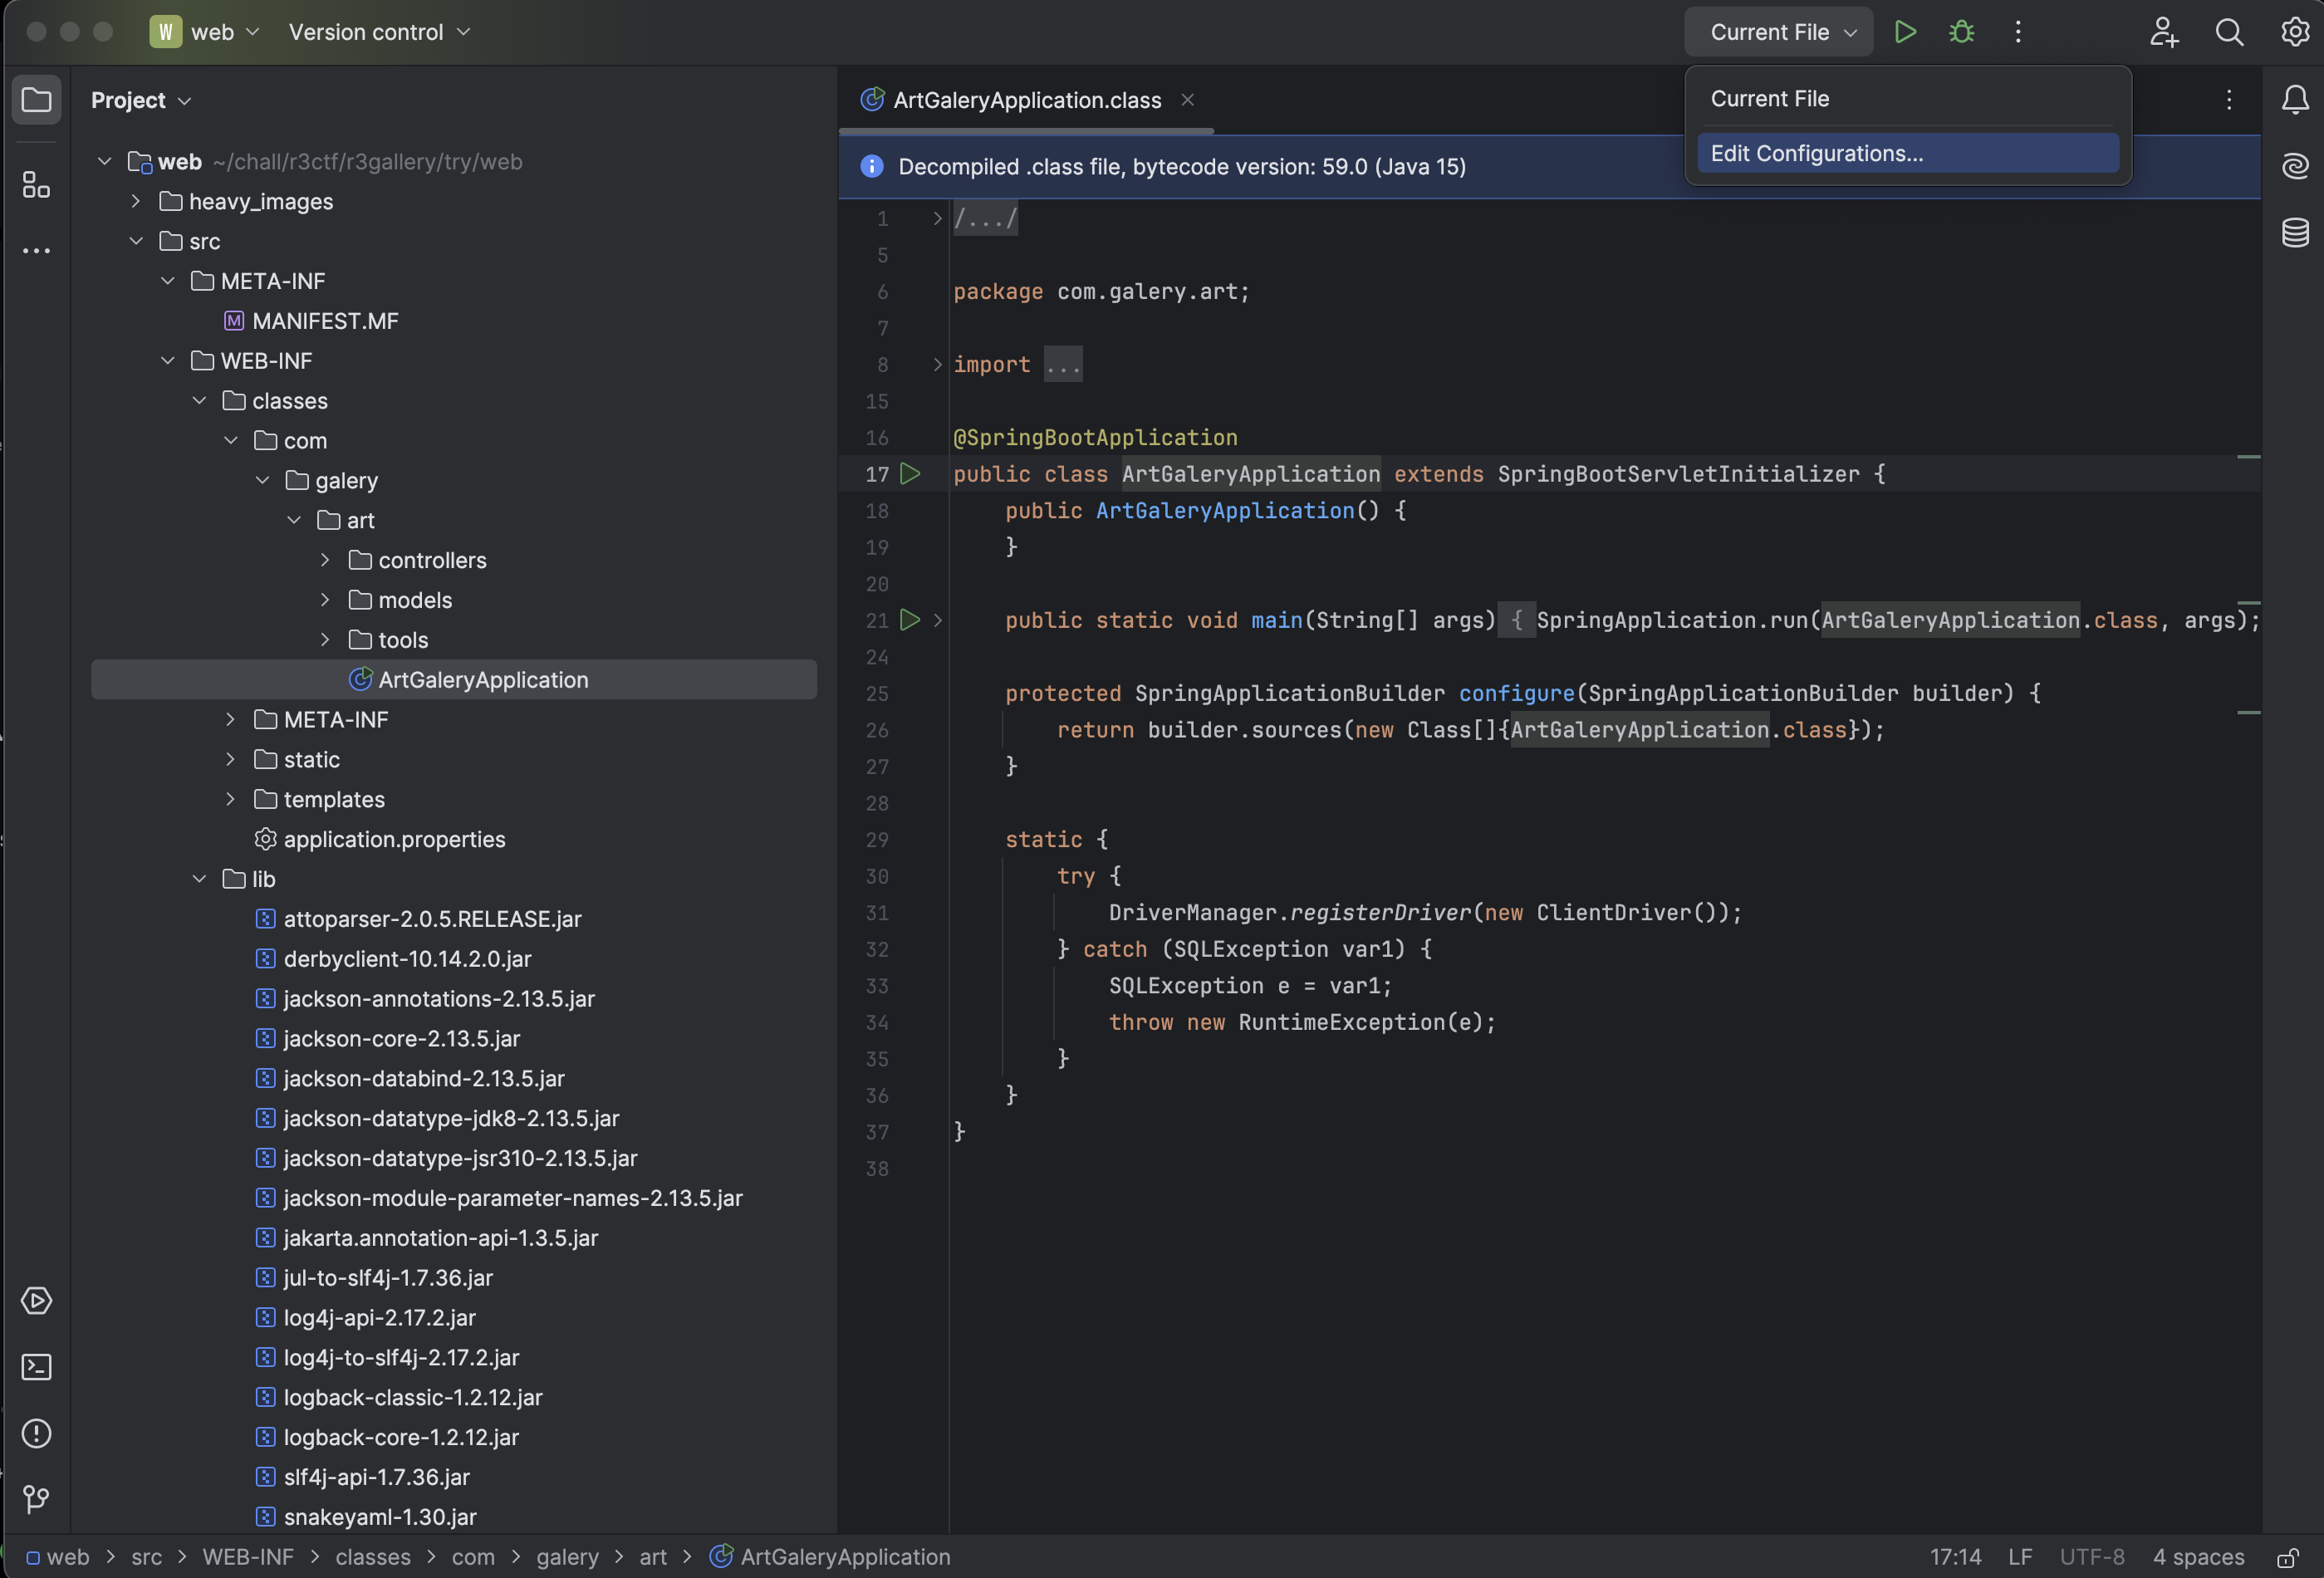 W web Version control Current File
Project
web ~/chall/r3ctf/r3gallery/try/web
heavy_images
src
META-INF
MANIFEST.MF
WEB-INF
classes
com
galery
art
controllers
models
tools
ArtGaleryApplication
META-INF
static
templates
application.properties
lib
attoparser-2.0.5.RELEASE.jar
derbyclient-10.14.2.0.jar
jackson-annotations-2.13.5.jar
jackson-core-2.13.5.jar
jackson-databind-2.13.5.jar
jackson-datatype-jdk8-2.13.5.jar
jackson-datatype-jsr310-2.13.5.jar
jackson-module-parameter-names-2.13.5.jar
jakarta.annotation-api-1.3.5.jar
jul-to-slf4j-1.7.36.jar
log4j-api-2.17.2.jar
log4j-to-slf4j-2.17.2.jar
logback-classic-1.2.12.jar
logback-core-1.2.12.jar
slf4j-api-1.7.36.jar
snakeyaml-1.30.jar
ArtGaleryApplication.class
Current File
Edit Configurations...
Decompiled .class file, bytecode version: 59.0 (Java 15)
1 /.../
5
6 package com.galery.art;
7
8 import ...
15
16 @SpringBootApplication
17 public class ArtGaleryApplication extends SpringBootServletInitializer {
18 public ArtGaleryApplication() {
19 }
20
21 public static void main(String[] args) { SpringApplication.run(ArtGaleryApplication.class, args);
24
25 protected SpringApplicationBuilder configure(SpringApplicationBuilder builder) {
26 return builder.sources(new Class[]{ArtGaleryApplication.class});
27 }
28
29 static {
30 try {
31 DriverManager.registerDriver(new ClientDriver());
32 } catch (SQLException var1) {
33 SQLException e = var1;
34 throw new RuntimeException(e);
35 }
36 }
37 }
38
web > src > WEB-INF > classes > com > galery > art > ArtGaleryApplication 17:14 LF UTF-8 4 spaces